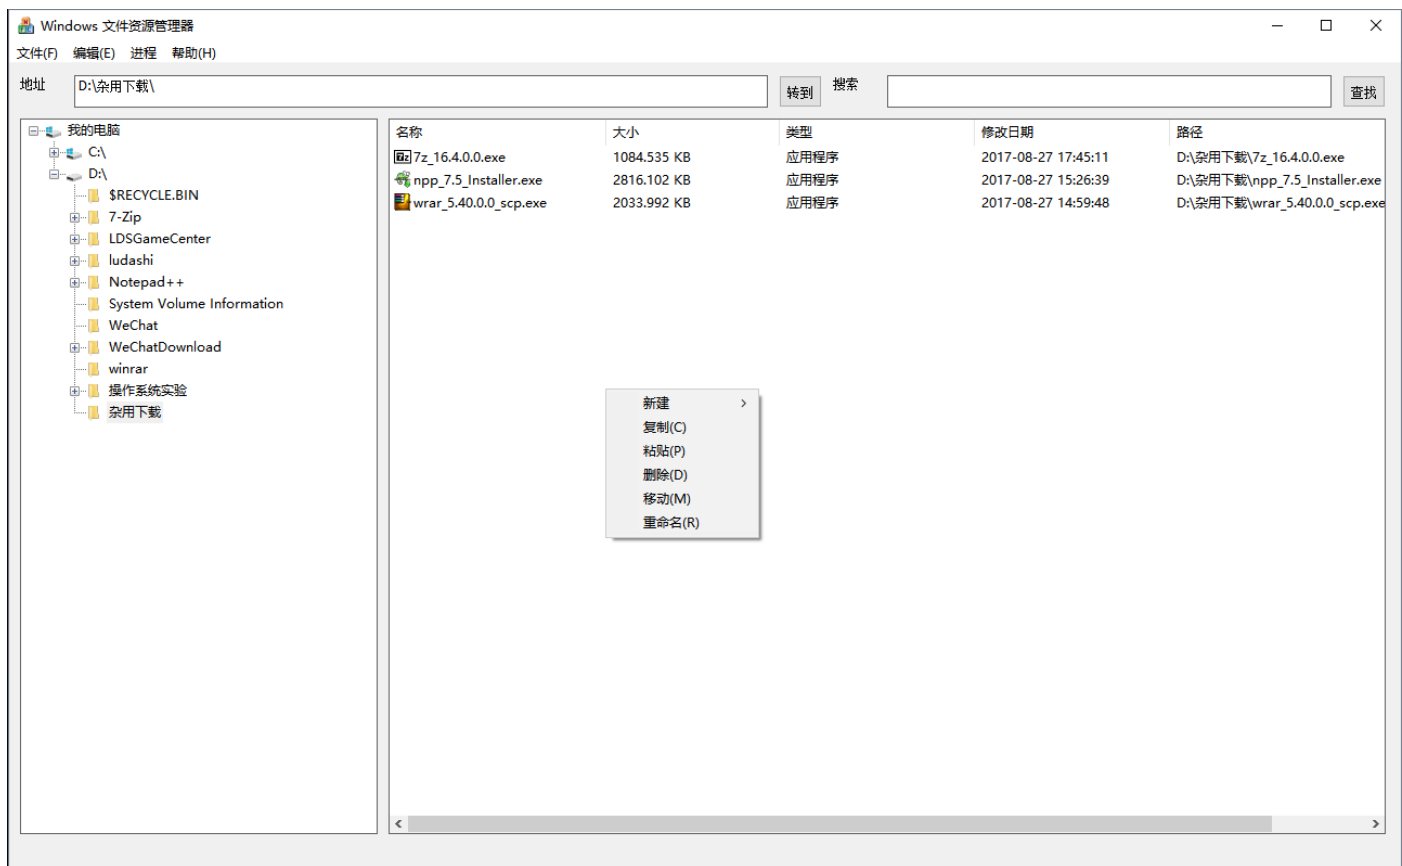 Windows 文件资源管理器
文件(F) 编辑(E) 进程 帮助(H)
地址 D:\杂用下载\ 转到 搜索 查找
我的电脑
C:\
D:\
$RECYCLE.BIN
7-Zip
LDSGameCenter
ludashi
Notepad++
System Volume Information
WeChat
WeChatDownload
winrar
操作系统实验
杂用下载
名称 大小 类型 修改日期 路径
7z_16.4.0.0.exe 1084.535 KB 应用程序 2017-08-27 17:45:11 D:\杂用下载\7z_16.4.0.0.exe
npp_7.5_Installer.exe 2816.102 KB 应用程序 2017-08-27 15:26:39 D:\杂用下载\npp_7.5_Installer.exe
wrar_5.40.0.0_scp.exe 2033.992 KB 应用程序 2017-08-27 14:59:48 D:\杂用下载\wrar_5.40.0.0_scp.exe
新建
复制(C)
粘贴(P)
删除(D)
移动(M)
重命名(R)